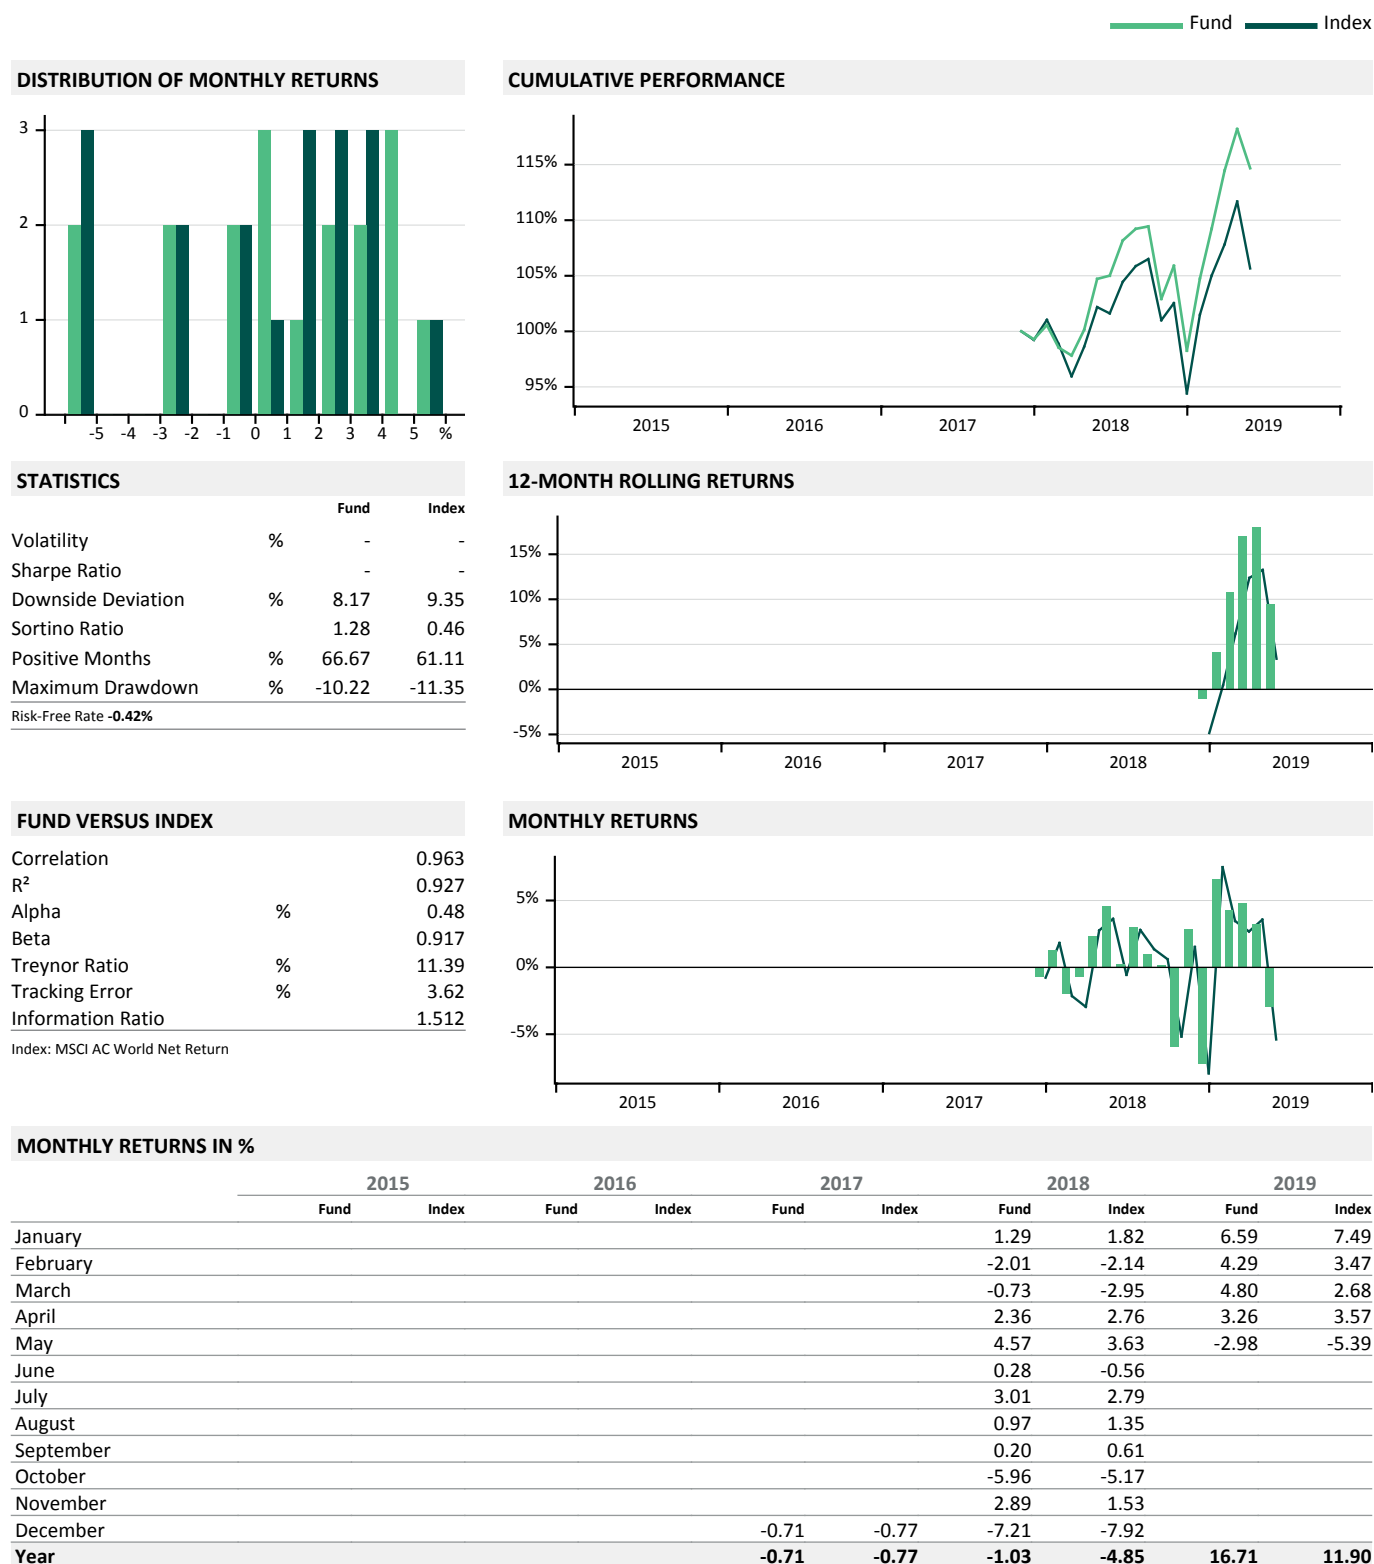 Fund Index
DISTRIBUTION OF MONTHLY RETURNS
3
2
1
0
-5 -4 -3 -2 -1 0 1 2 3 4 5 %
CUMULATIVE PERFORMANCE
115%
110%
105%
100%
95%
2015 2016 2017 2018 2019
STATISTICS
Fund Index
Volatility % - -
Sharpe Ratio - -
Downside Deviation % 8.17 9.35
Sortino Ratio 1.28 0.46
Positive Months % 66.67 61.11
Maximum Drawdown % -10.22 -11.35
Risk-Free Rate -0.42%
12-MONTH ROLLING RETURNS
15%
10%
5%
0%
-5%
2015 2016 2017 2018 2019
FUND VERSUS INDEX
Correlation 0.963
R² 0.927
Alpha % 0.48
Beta 0.917
Treynor Ratio % 11.39
Tracking Error % 3.62
Information Ratio 1.512
Index: MSCI AC World Net Return
MONTHLY RETURNS
5%
0%
-5%
2015 2016 2017 2018 2019
MONTHLY RETURNS IN %
2015 2016 2017 2018 2019
Fund Index Fund Index Fund Index Fund Index Fund Index
January 1.29 1.82 6.59 7.49
February -2.01 -2.14 4.29 3.47
March -0.73 -2.95 4.80 2.68
April 2.36 2.76 3.26 3.57
May 4.57 3.63 -2.98 -5.39
June 0.28 -0.56
July 3.01 2.79
August 0.97 1.35
September 0.20 0.61
October -5.96 -5.17
November 2.89 1.53
December -0.71 -0.77 -7.21 -7.92
Year -0.71 -0.77 -1.03 -4.85 16.71 11.90